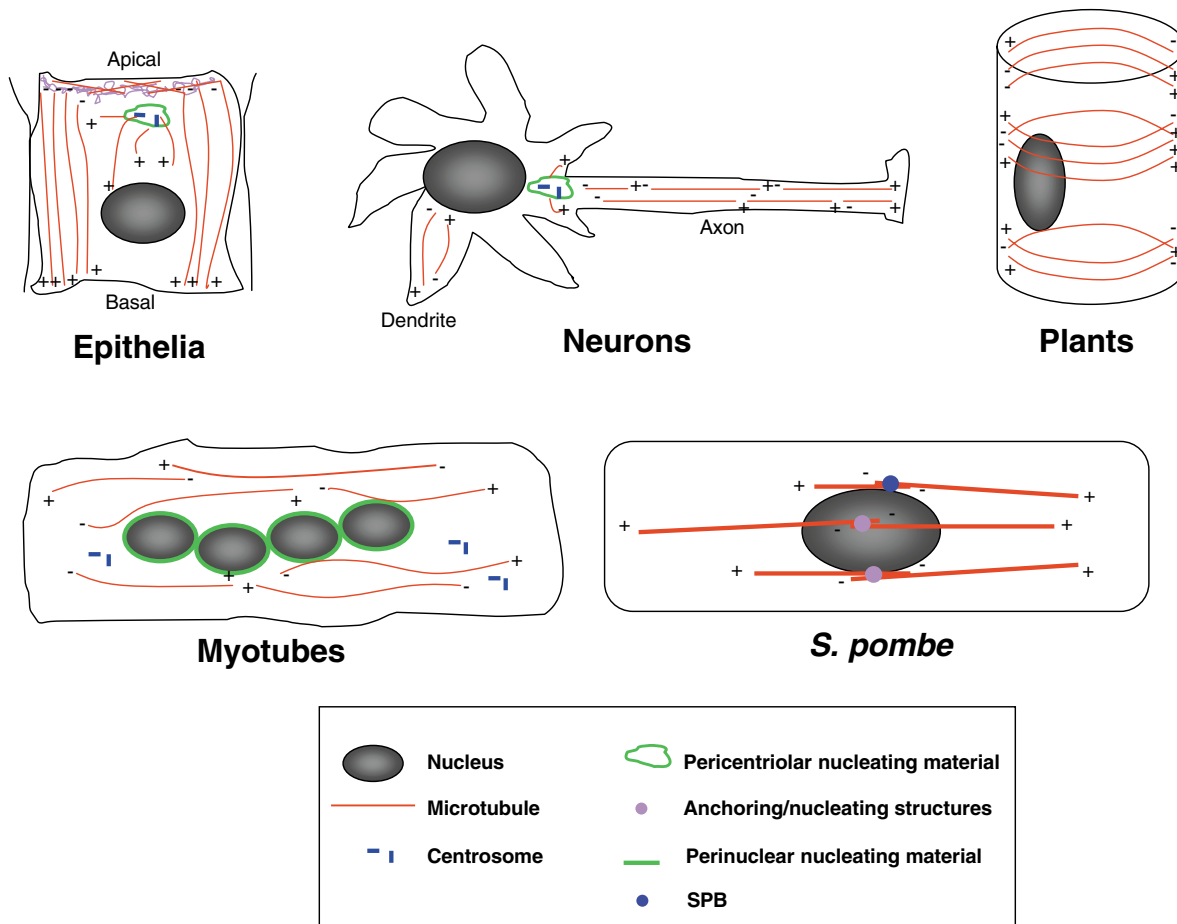 Apical
Basal
Epithelia
Axon
Dendrite
Neurons
Plants
Myotubes
S. pombe
Nucleus
Microtubule
Centrosome
Pericentriolar nucleating material
Anchoring/nucleating structures
Perinuclear nucleating material
SPB